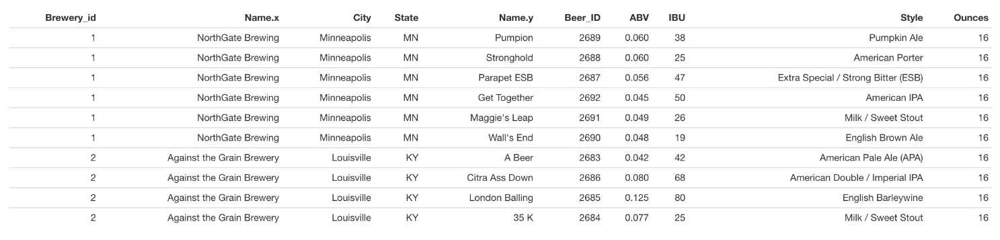 Brewery_id Name.x City State Name.y Beer_ID ABV IBU Style Ounces
1 NorthGate Brewing Minneapolis MN Pumpion 2689 0.060 38 Pumpkin Ale 16
1 NorthGate Brewing Minneapolis MN Stronghold 2688 0.060 25 American Porter 16
1 NorthGate Brewing Minneapolis MN Parapet ESB 2687 0.056 47 Extra Special / Strong Bitter (ESB) 16
1 NorthGate Brewing Minneapolis MN Get Together 2692 0.045 50 American IPA 16
1 NorthGate Brewing Minneapolis MN Maggie's Leap 2691 0.049 26 Milk / Sweet Stout 16
1 NorthGate Brewing Minneapolis MN Wall's End 2690 0.048 19 English Brown Ale 16
2 Against the Grain Brewery Louisville KY A Beer 2683 0.042 42 American Pale Ale (APA) 16
2 Against the Grain Brewery Louisville KY Citra Ass Down 2686 0.080 68 American Double / Imperial IPA 16
2 Against the Grain Brewery Louisville KY London Balling 2685 0.125 80 English Barleywine 16
2 Against the Grain Brewery Louisville KY 35 K 2684 0.077 25 Milk / Sweet Stout 16